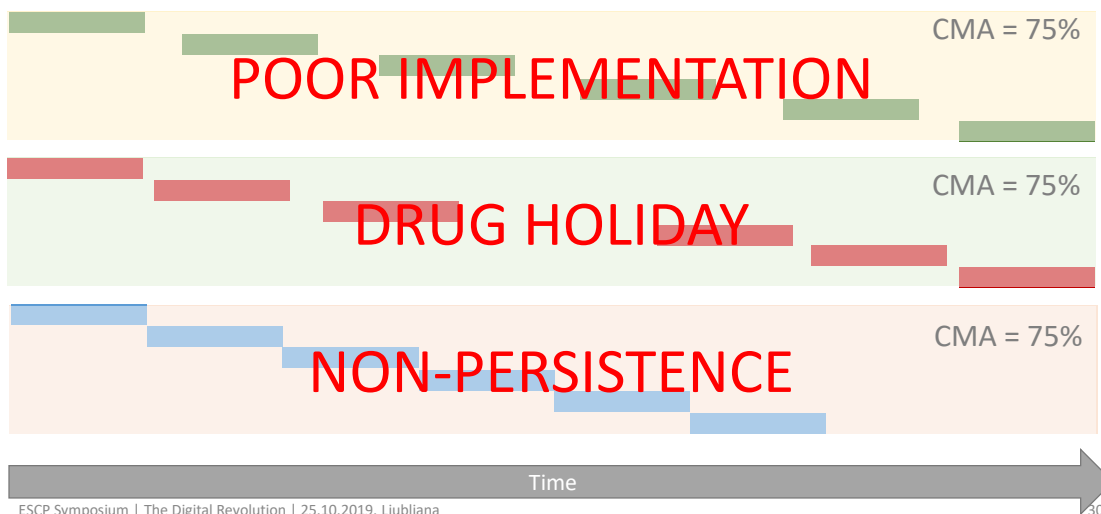 CMA = 75%
POOR IMPLEMENTATION
CMA = 75%
DRUG HOLIDAY
CMA = 75%
NON-PERSISTENCE
Time
ESCP Symposium | The Digital Revolution | 25.10.2019, Ljubljana
30